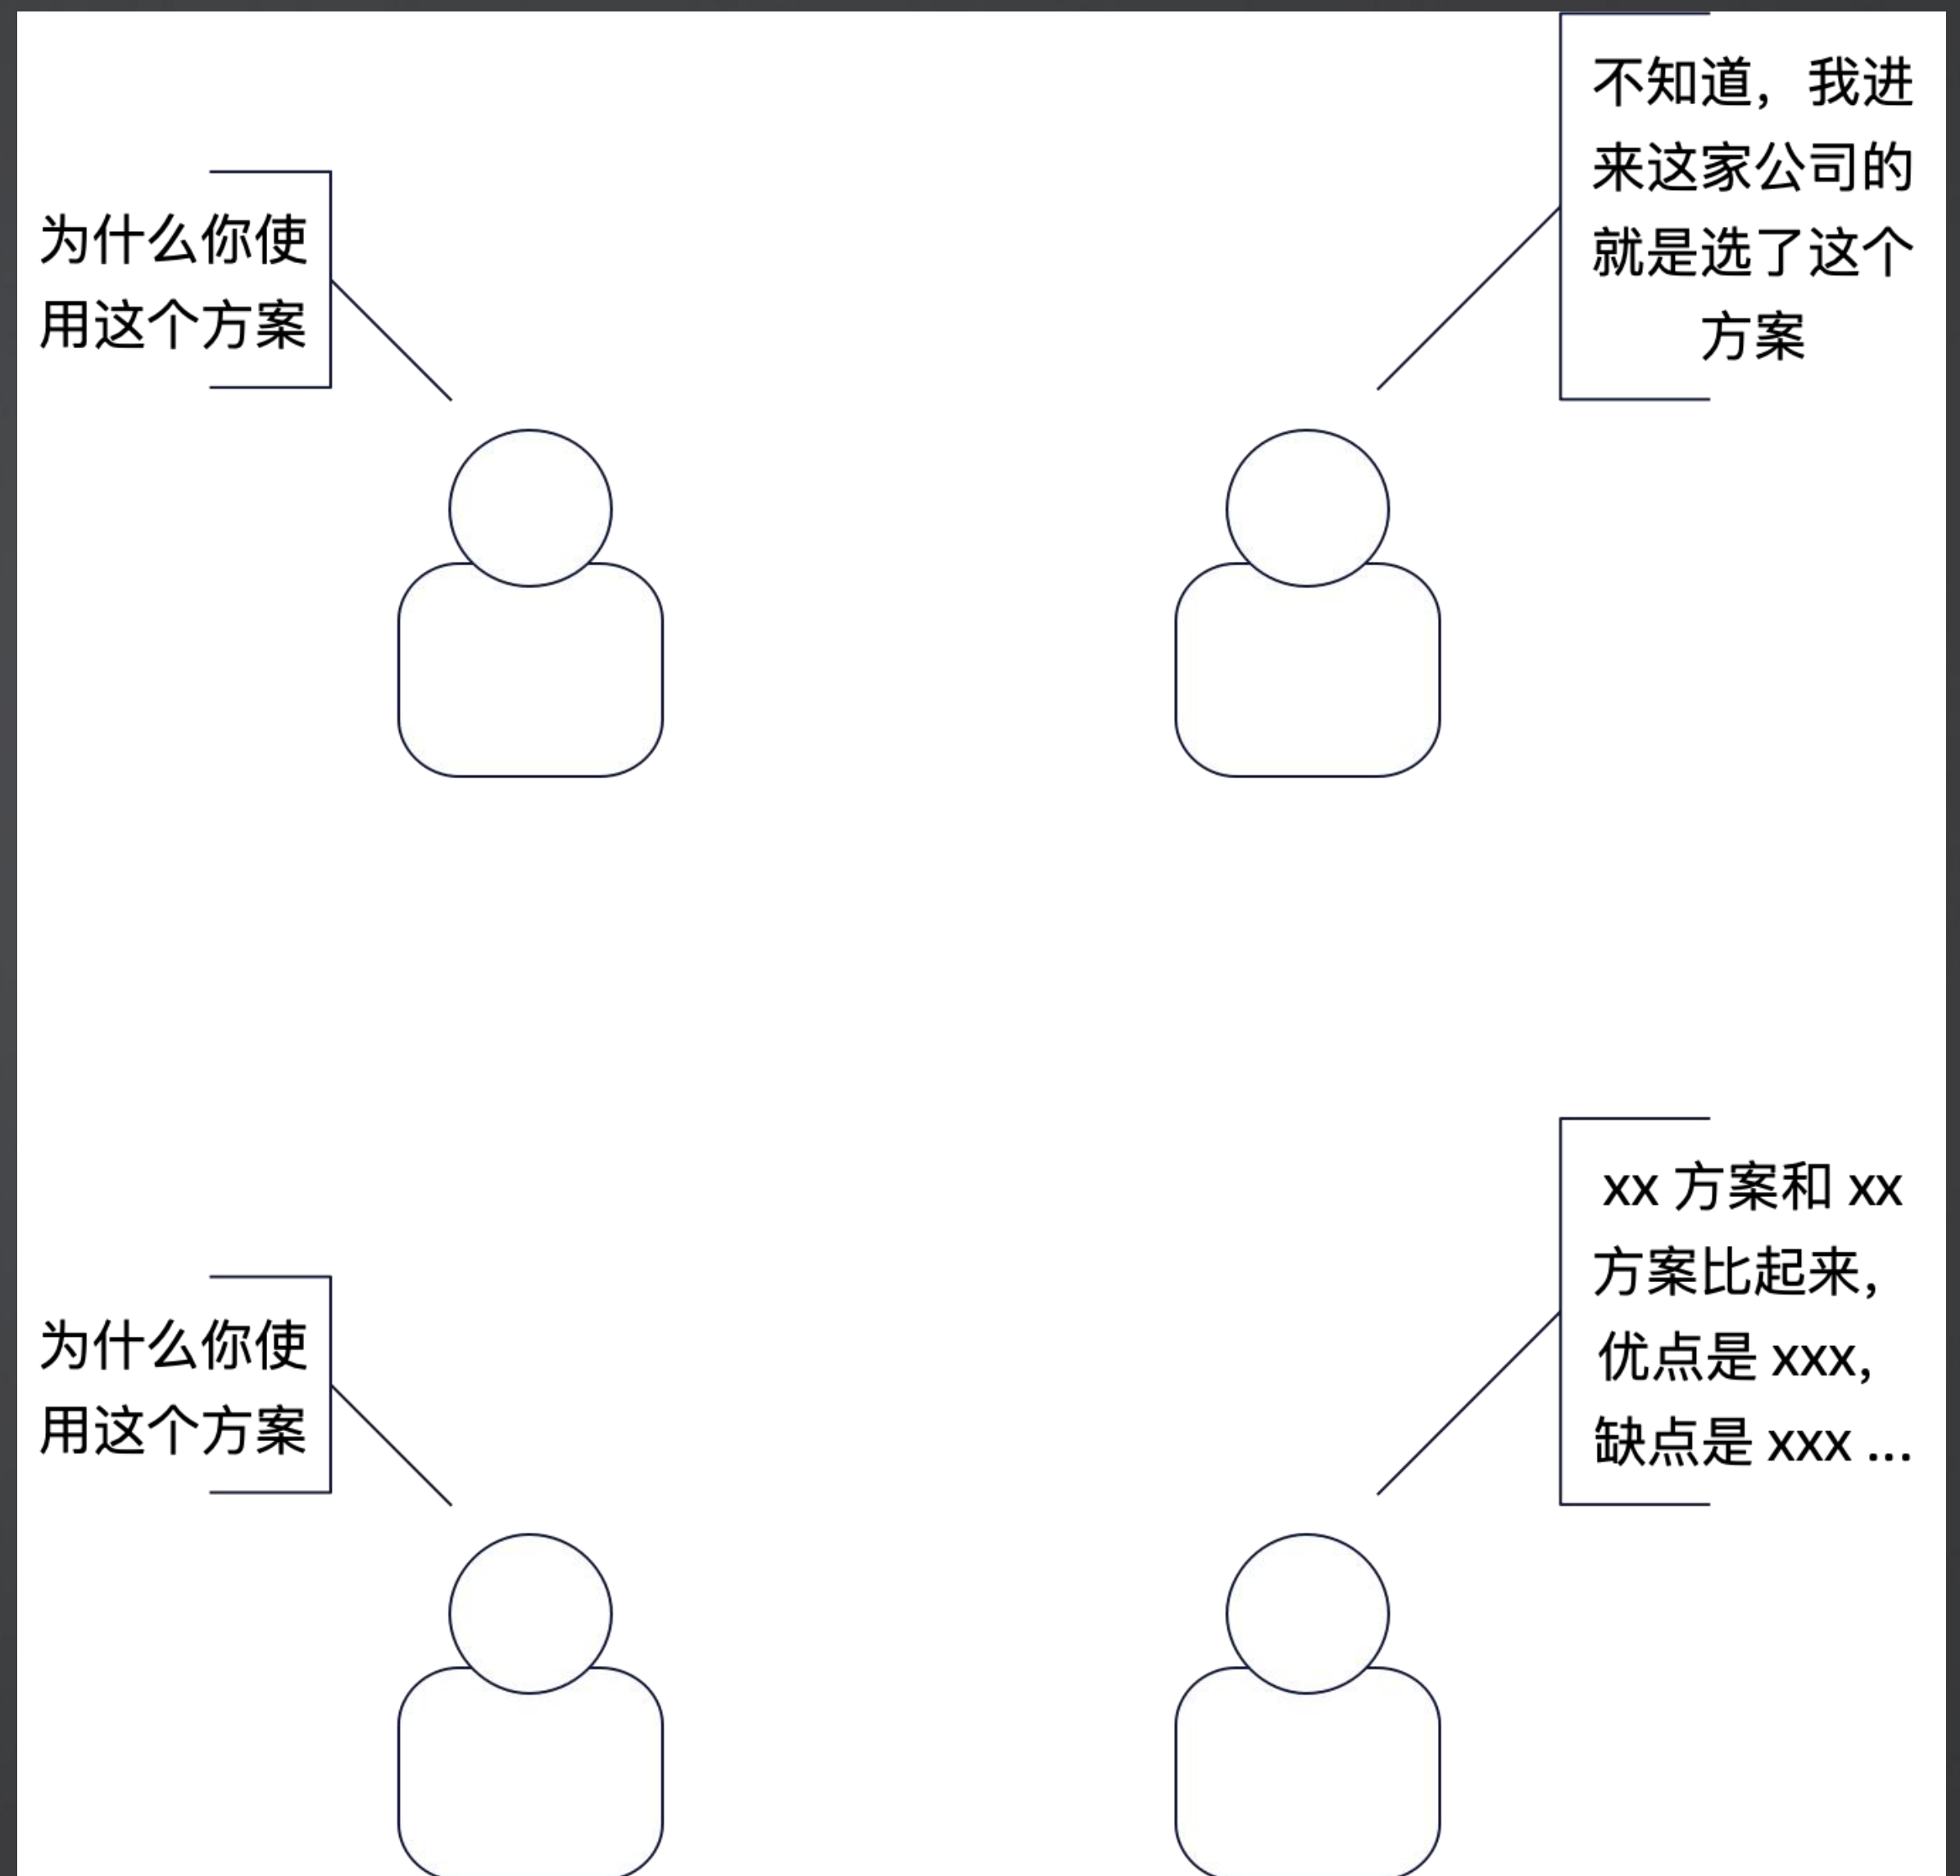 为什么你使
用这个方案
不知道，我进
来这家公司的
就是选了这个
方案
为什么你使
用这个方案
xx 方案和 xx
方案比起来，
优点是 xxx，
缺点是 xxx ...